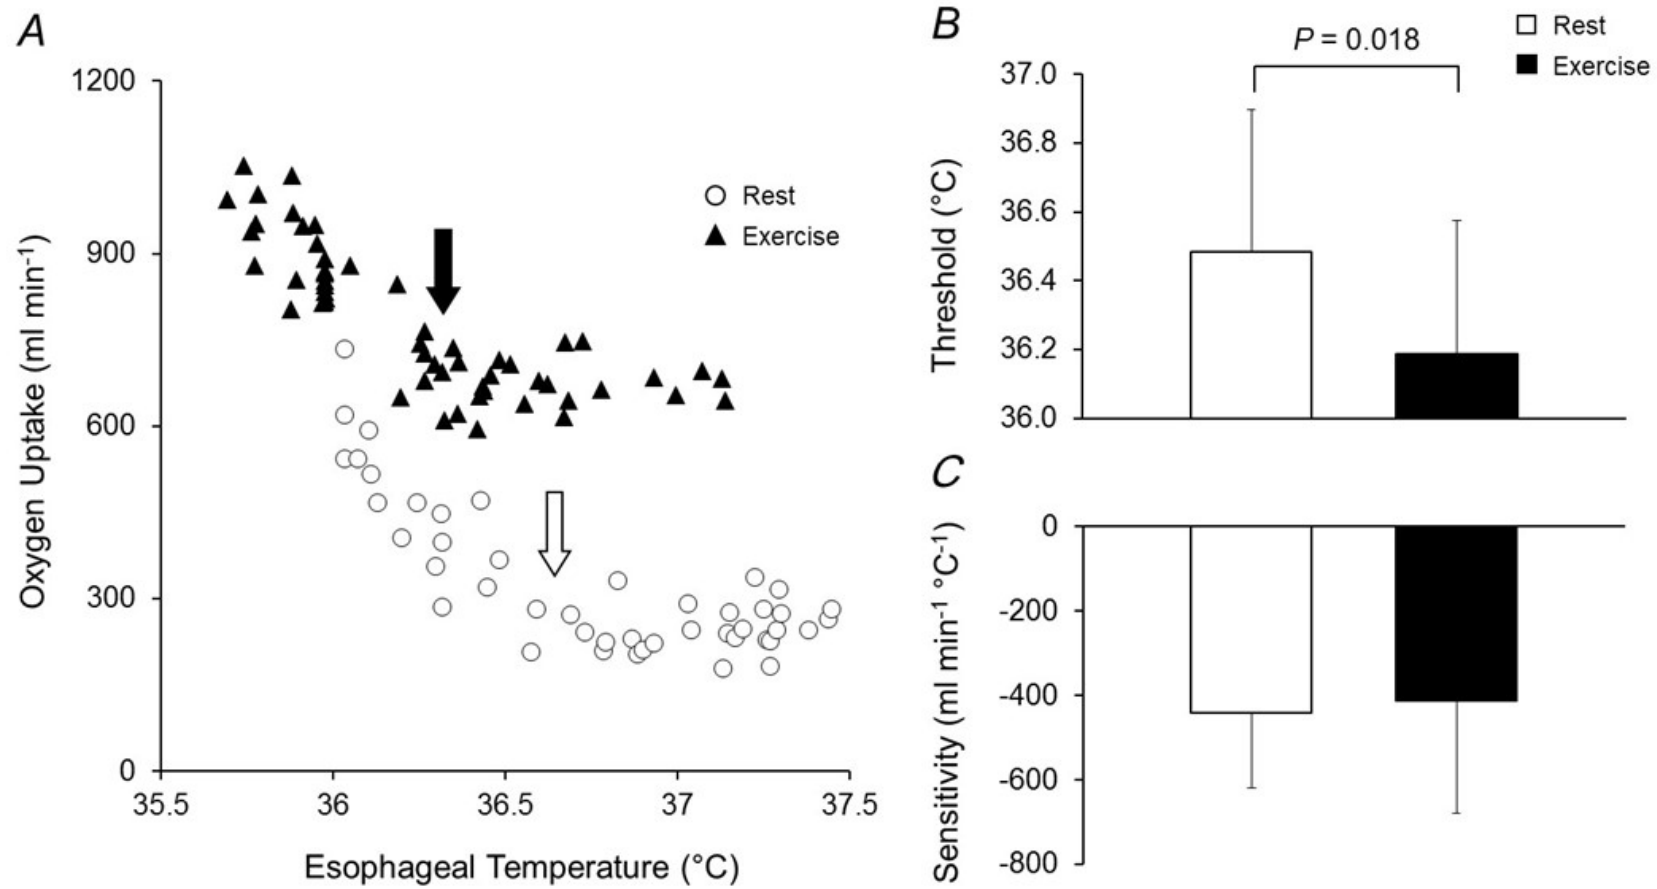 A
Oxygen Uptake (ml min⁻¹)
1200
900
600
300
0
35.5 36 36.5 37 37.5
Esophageal Temperature (°C)
Rest
Exercise
B
Rest
Exercise
P = 0.018
Threshold (°C)
37.0
36.8
36.6
36.4
36.2
36.0
C
Sensitivity (ml min⁻¹ °C⁻¹)
0
-200
-400
-600
-800